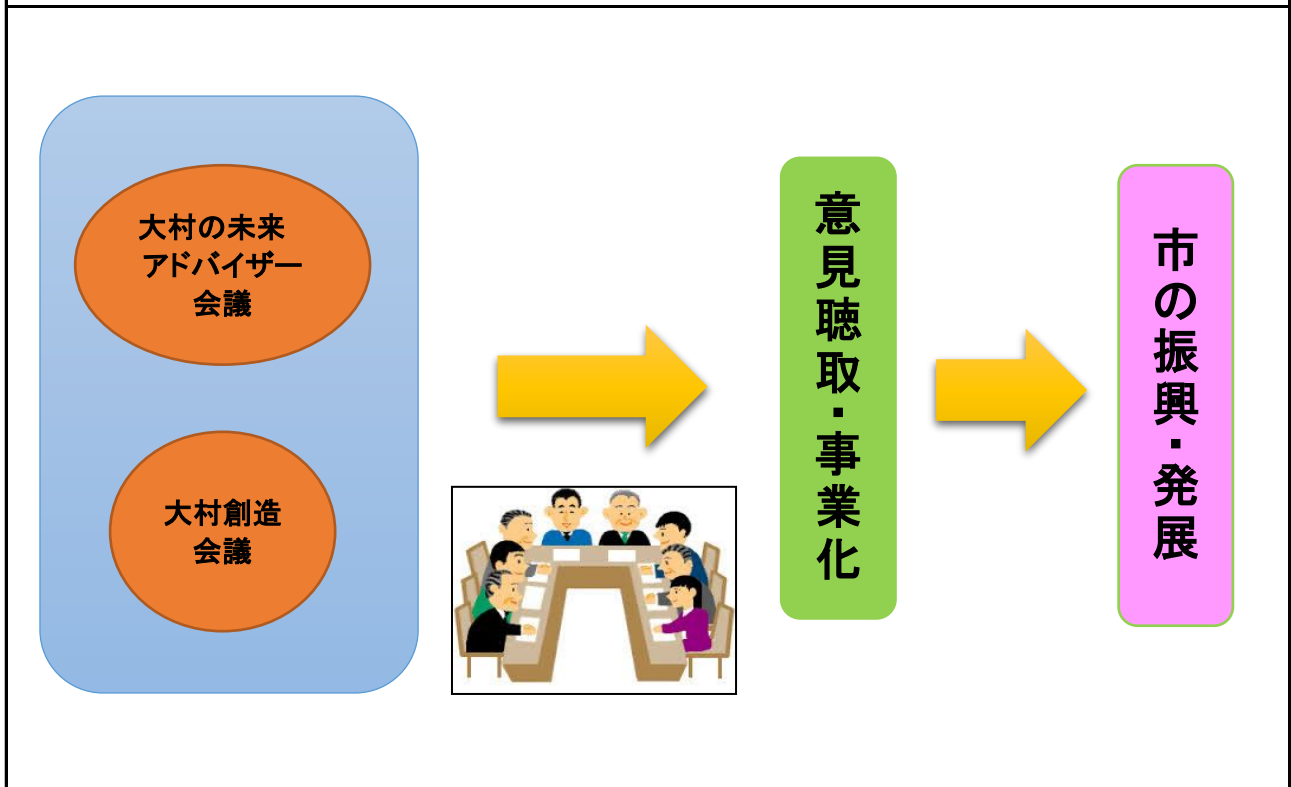 大村の未来
アドバイザー
会議
大村創造
会議
意見聴取・事業化
市の振興・発展